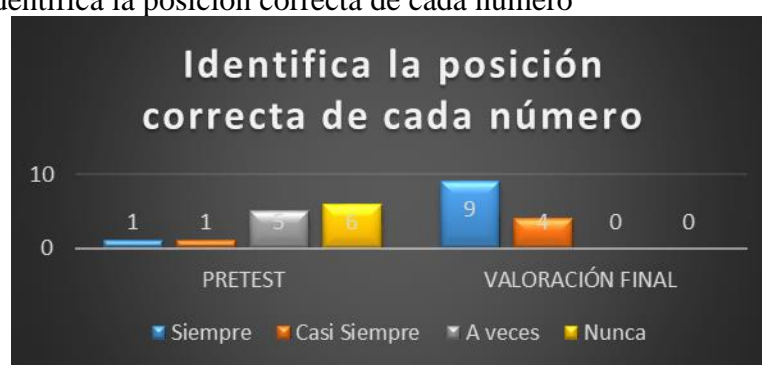 dentifica la posición correcta de cada número
Identifica la posición
correcta de cada número
10
1 1 5 6 9 4 0 0
0
PRETEST VALORACIÓN FINAL
Siempre Casi Siempre A veces Nunca